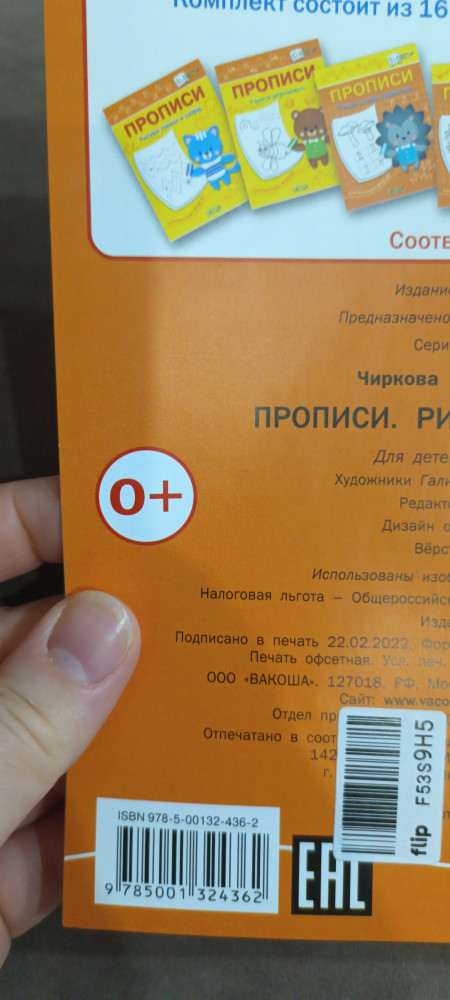 Комплект состоит из 16
ПРОПИСИ
ПРОПИСИ
ПРОПИСИ
Соотв
Издание
Предназначено
Сери
Чиркова
ПРОПИСИ. РИ
Для дете
Художники Гали
Редакто
Дизайн о
Вёрст
Использованы изоб
Налоговая льгота – Общероссийск
Изда
Подписано в печать 22.02.2022. Фор
Печать офсетная. Усл. печ.
ООО «ВАКОША». 127018, РФ, Мо
Сайт: www.vaco
Отдел пр
Отпечатано в соот
142
г.
0+
flip F53S9H5
ISBN 978-5-00132-436-2
9 785001 324362
EAC